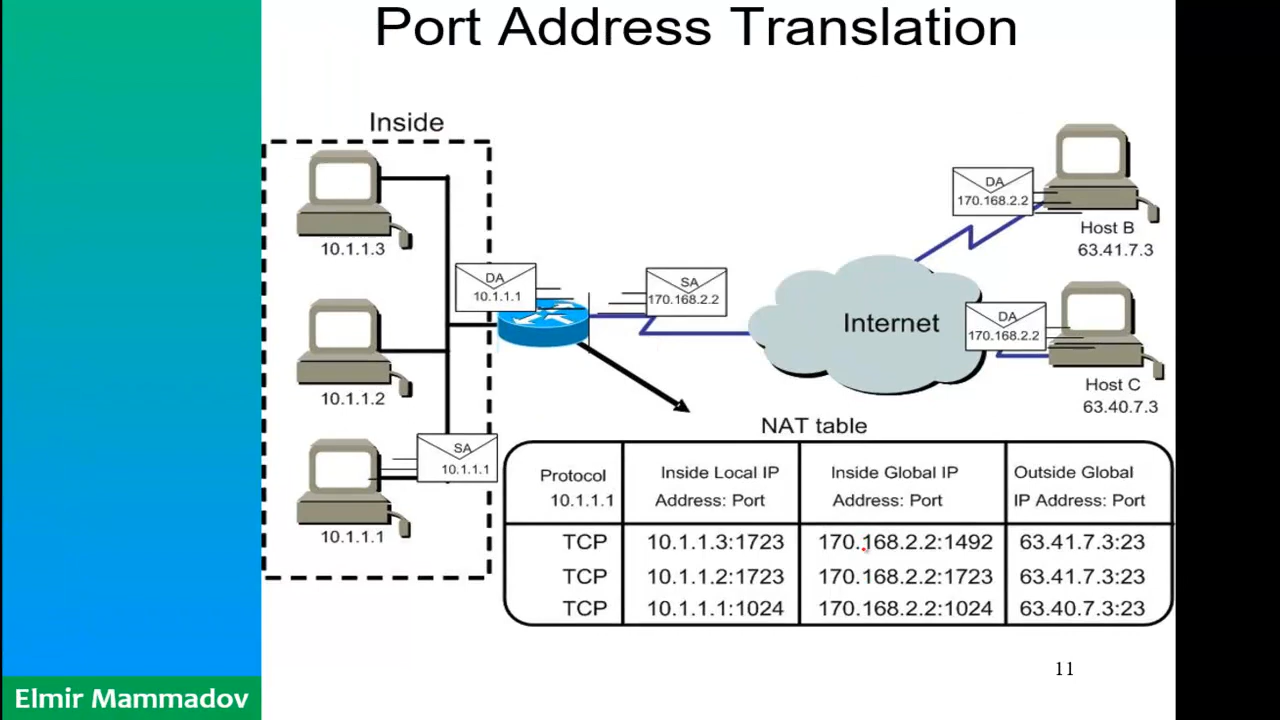 Port Address Translation
Inside
10.1.1.3
10.1.1.2
10.1.1.1
DA
10.1.1.1
SA
10.1.1.1
SA
170.168.2.2
Internet
DA
170.168.2.2
Host B
63.41.7.3
DA
170.168.2.2
Host C
63.40.7.3
NAT table
Protocol
10.1.1.1
Inside Local IP
Address: Port
Inside Global IP
Address: Port
Outside Global
IP Address: Port
TCP 10.1.1.3:1723 170.168.2.2:1492 63.41.7.3:23
TCP 10.1.1.2:1723 170.168.2.2:1723 63.41.7.3:23
TCP 10.1.1.1:1024 170.168.2.2:1024 63.40.7.3:23
11
Elmir Mammadov